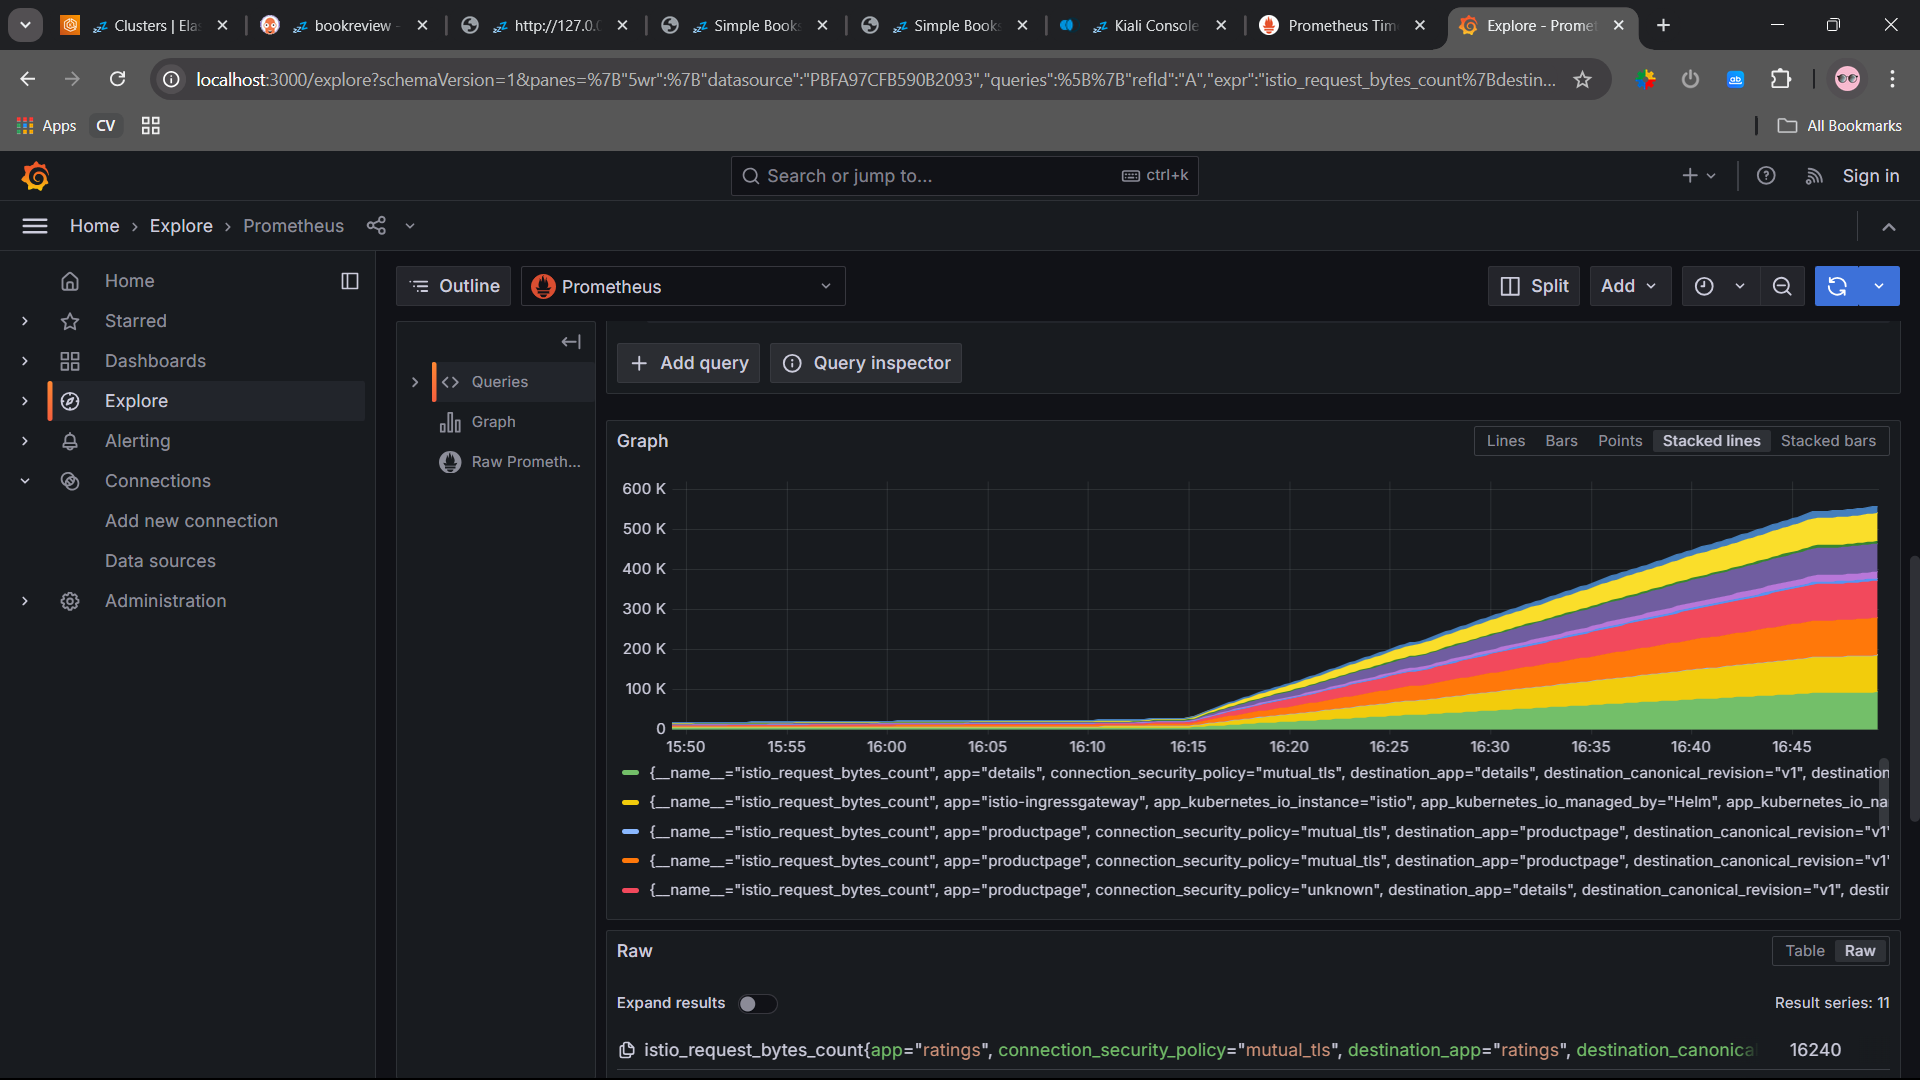 Clusters | Elas
bookreview -
http://127.0.0
Simple Books
Simple Books
Kiali Console
Prometheus Time
Explore - Promet
localhost:3000/explore?schemaVersion=1&panes=%7B"5wr":%7B"datasource":"PBFA97CFB590B2093","queries":%5B%7B"refId":"A","expr":"istio_request_bytes_count%7Bdestin...
ab
Apps
CV
All Bookmarks
Search or jump to...
ctrl+k
Sign in
Home
Explore
Prometheus
Home
Starred
Dashboards
Explore
Alerting
Connections
Add new connection
Data sources
Administration
Outline
Prometheus
Split
Add
Queries
Graph
Raw Prometh...
Add query
Query inspector
Graph
Lines Bars Points Stacked lines Stacked bars
600 K
500 K
400 K
300 K
200 K
100 K
0
15:50 15:55 16:00 16:05 16:10 16:15 16:20 16:25 16:30 16:35 16:40 16:45
{__name__="istio_request_bytes_count", app="details", connection_security_policy="mutual_tls", destination_app="details", destination_canonical_revision="v1", destination
{__name__="istio_request_bytes_count", app="istio-ingressgateway", app_kubernetes_io_instance="istio", app_kubernetes_io_managed_by="Helm", app_kubernetes_io_na
{__name__="istio_request_bytes_count", app="productpage", connection_security_policy="mutual_tls", destination_app="productpage", destination_canonical_revision="v1"
{__name__="istio_request_bytes_count", app="productpage", connection_security_policy="mutual_tls", destination_app="productpage", destination_canonical_revision="v1"
{__name__="istio_request_bytes_count", app="productpage", connection_security_policy="unknown", destination_app="details", destination_canonical_revision="v1", destin
Raw
Table Raw
Expand results
Result series: 11
istio_request_bytes_count{app="ratings", connection_security_policy="mutual_tls", destination_app="ratings", destination_canonica
16240